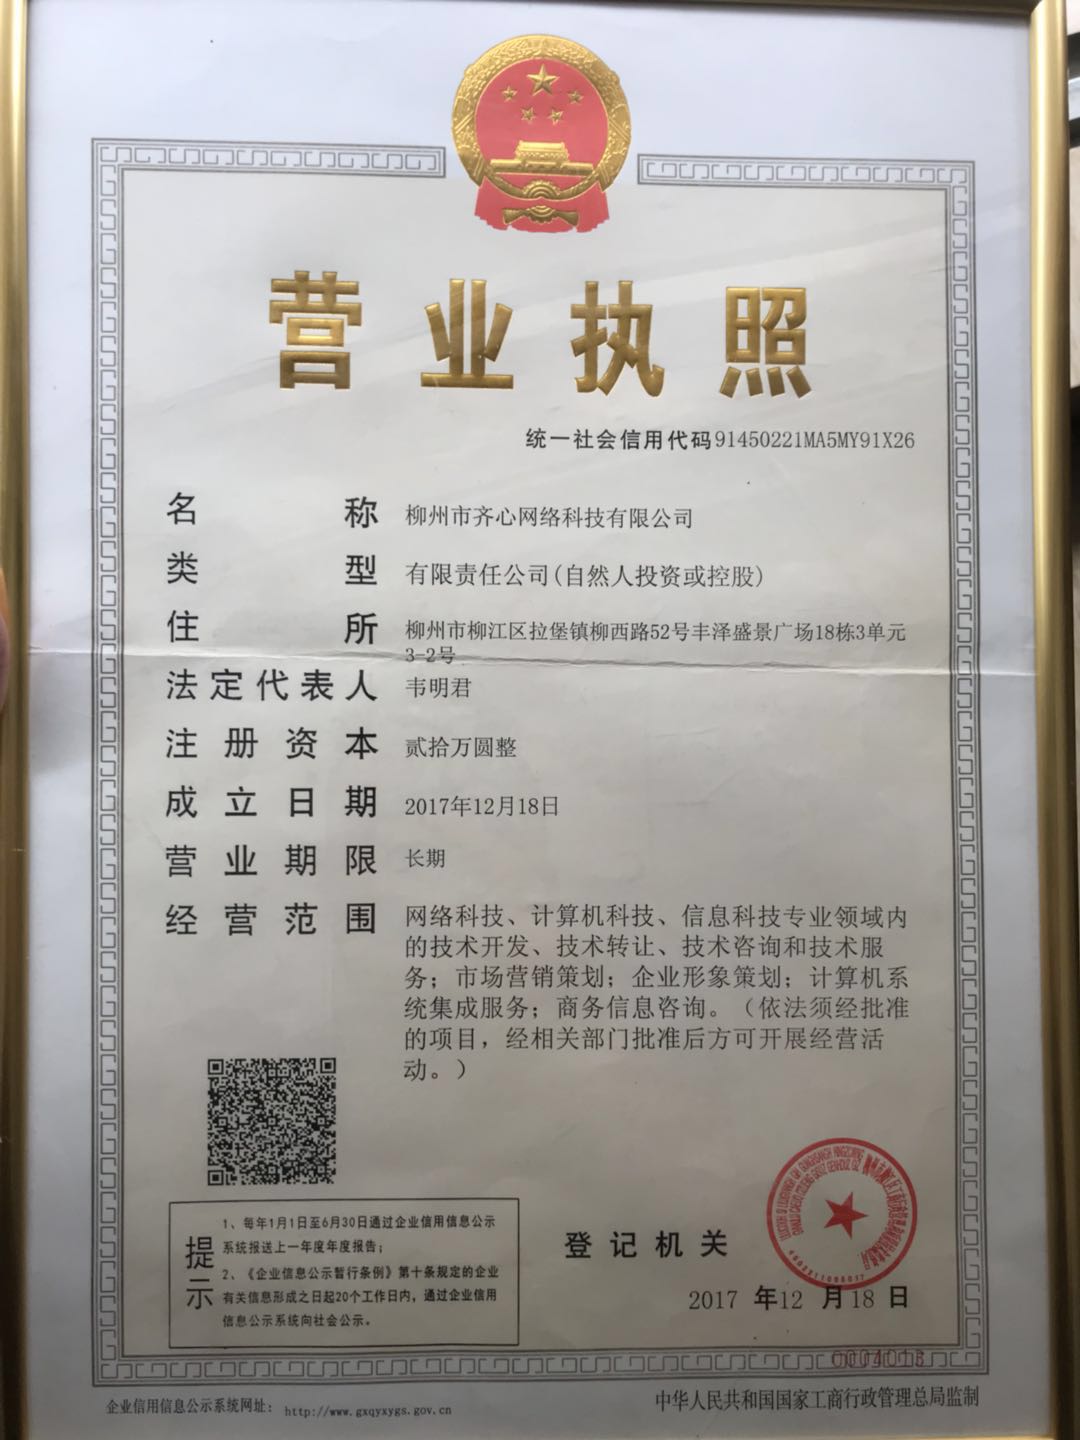 营业执照
统一社会信用代码91450221MA5MY91X26
名称 柳州市齐心网络科技有限公司
类型 有限责任公司(自然人投资或控股)
住所 柳州市柳江区拉堡镇柳西路52号丰泽盛景广场18栋3单元
3-2号
法定代表人 韦明君
注册资本 贰拾万圆整
成立日期 2017年12月18日
营业期限 长期
经营范围 网络科技、计算机科技、信息科技专业领域内
的技术开发、技术转让、技术咨询和技术服
务；市场营销策划；企业形象策划；计算机系
统集成服务；商务信息咨询。（依法须经批准
的项目，经相关部门批准后方可开展经营活
动。）
提示
1、每年1月1日至6月30日通过企业信用信息公示
系统报送上一年度年度报告；
2、《企业信息公示暂行条例》第十条规定的企业
有关信息形成之日起20个工作日内，通过企业信用
信息公示系统向社会公示。
登记机关
2017 年12 月18 日
0004013
企业信用信息公示系统网址： http://www.gxqyxygs.gov.cn
中华人民共和国国家工商行政管理总局监制